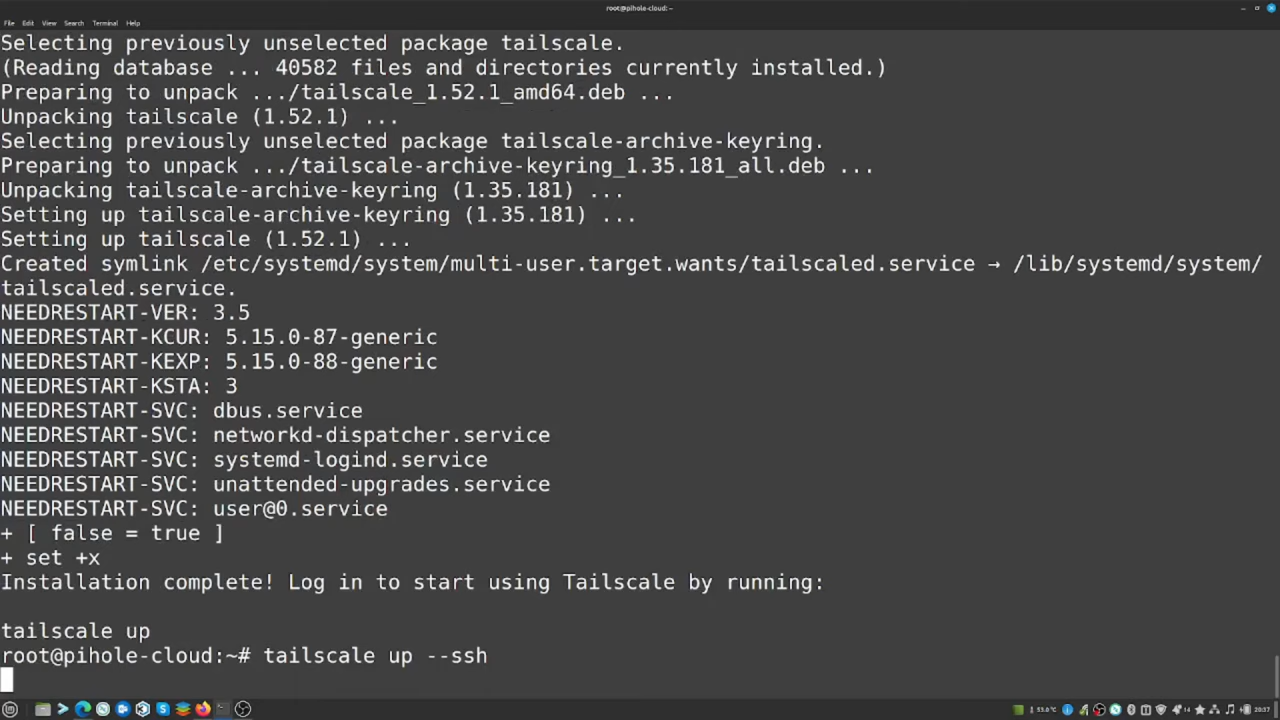 root@pihole-cloud: ~
File Edit View Search Terminal Help
Selecting previously unselected package tailscale.
(Reading database ... 40582 files and directories currently installed.)
Preparing to unpack .../tailscale_1.52.1_amd64.deb ...
Unpacking tailscale (1.52.1) ...
Selecting previously unselected package tailscale-archive-keyring.
Preparing to unpack .../tailscale-archive-keyring_1.35.181_all.deb ...
Unpacking tailscale-archive-keyring (1.35.181) ...
Setting up tailscale-archive-keyring (1.35.181) ...
Setting up tailscale (1.52.1) ...
Created symlink /etc/systemd/system/multi-user.target.wants/tailscaled.service → /lib/systemd/system/
tailscaled.service.
NEEDRESTART-VER: 3.5
NEEDRESTART-KCUR: 5.15.0-87-generic
NEEDRESTART-KEXP: 5.15.0-88-generic
NEEDRESTART-KSTA: 3
NEEDRESTART-SVC: dbus.service
NEEDRESTART-SVC: networkd-dispatcher.service
NEEDRESTART-SVC: systemd-logind.service
NEEDRESTART-SVC: unattended-upgrades.service
NEEDRESTART-SVC: user@0.service
+ [ false = true ]
+ set +x
Installation complete! Log in to start using Tailscale by running:
tailscale up
root@pihole-cloud:~# tailscale up --ssh
53.0°C 14 20:37